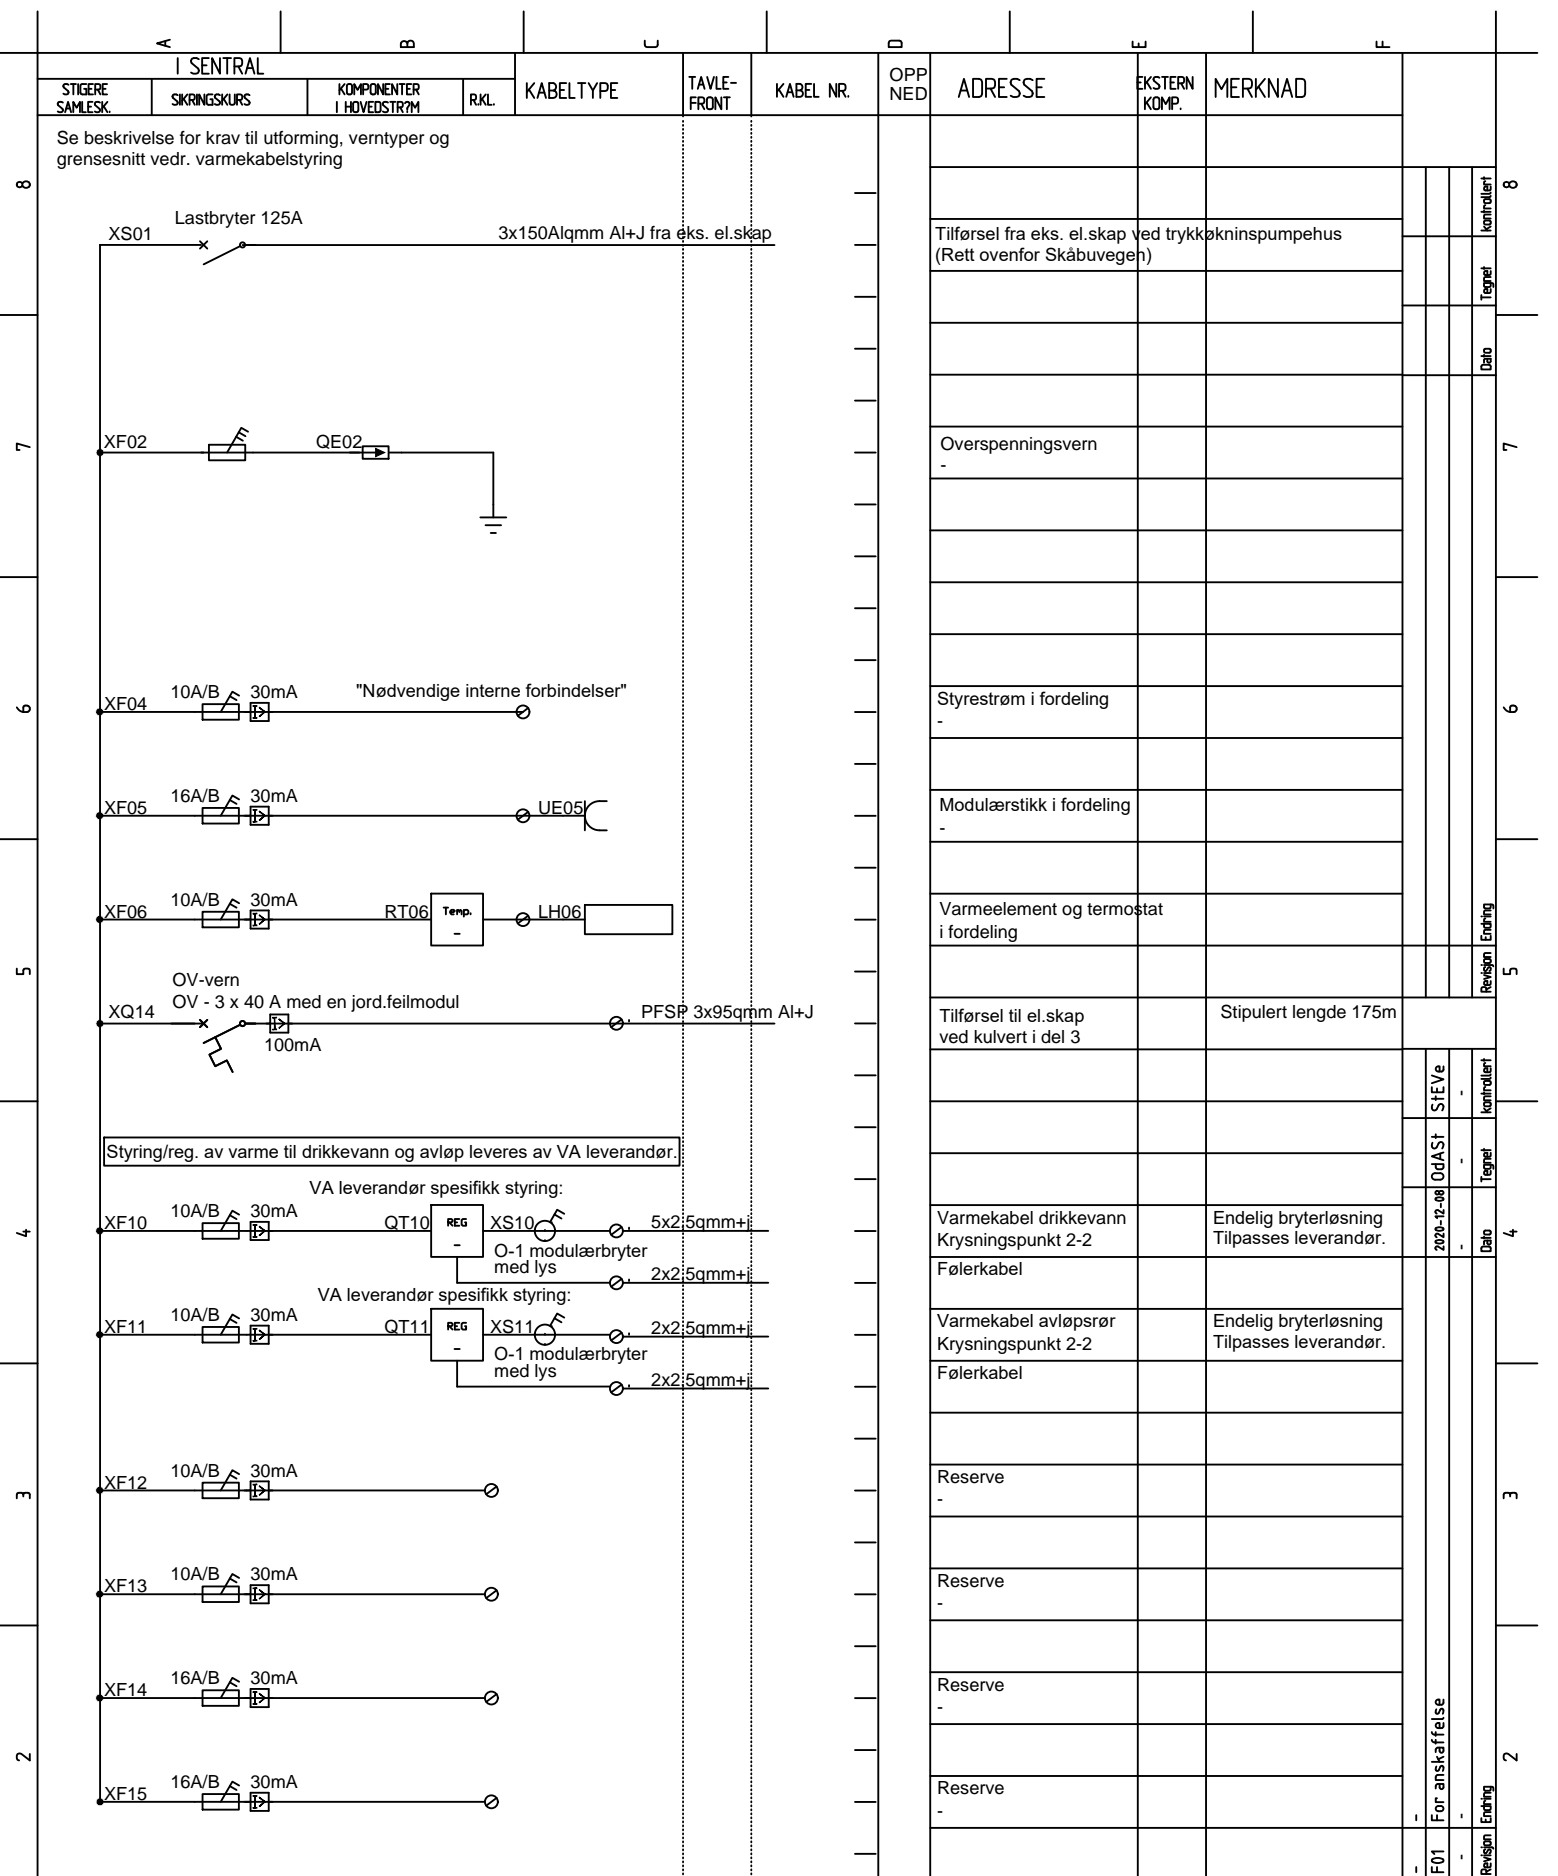 A
B
C
D
E
F
I SENTRAL
STIGERE
SAMLESK.
SIKRINGSKURS
KOMPONENTER
I HOVEDSTR?M
R.KL.
KABELTYPE
TAVLE-
FRONT
KABEL NR.
OPP
NED
ADRESSE
EKSTERN
KOMP.
MERKNAD
Se beskrivelse for krav til utforming, verntyper og
grensesnitt vedr. varmekabelstyring
8
8
Lastbryter 125A
XS01
3x150Alqmm Al+J fra eks. el.skap
Tilførsel fra eks. el.skap ved trykkøkninspumpehus
(Rett ovenfor Skåbuvegen)
kontrollert
Tegnet
Dato
7
7
XF02
QE02
Overspenningsvern
-
6
6
XF04
10A/B
30mA
"Nødvendige interne forbindelser"
Styrestrøm i fordeling
-
XF05
16A/B
30mA
UE05
Modulærstikk i fordeling
-
XF06
10A/B
30mA
RT06
Temp.
-
LH06
Varmeelement og termostat
i fordeling
Endring
Revisjon
5
5
OV-vern
OV - 3 x 40 A med en jord.feilmodul
XQ14
100mA
PFSP 3x95qmm Al+J
Tilførsel til el.skap
ved kulvert i del 3
Stipulert lengde 175m
Styring/reg. av varme til drikkevann og avløp leveres av VA leverandør.
VA leverandør spesifikk styring:
4
4
XF10
10A/B
30mA
QT10
REG
-
XS10
O-1 modulærbryter
med lys
5x2,5qmm+j
2x2,5qmm+j
Varmekabel drikkevann
Krysningspunkt 2-2
Endelig bryterløsning
Tilpasses leverandør.
Følerkabel
VA leverandør spesifikk styring:
XF11
10A/B
30mA
QT11
REG
-
XS11
O-1 modulærbryter
med lys
2x2,5qmm+j
2x2,5qmm+j
Varmekabel avløpsrør
Krysningspunkt 2-2
Endelig bryterløsning
Tilpasses leverandør.
Følerkabel
StEVe
-
kontrollert
OdASt
-
Tegnet
2020-12-08
-
Dato
3
3
XF12
10A/B
30mA
Reserve
-
XF13
10A/B
30mA
Reserve
-
XF14
16A/B
30mA
Reserve
-
2
2
XF15
16A/B
30mA
Reserve
-
-
For anskaffelse
-
Endring
-
F01
-
Revisjon